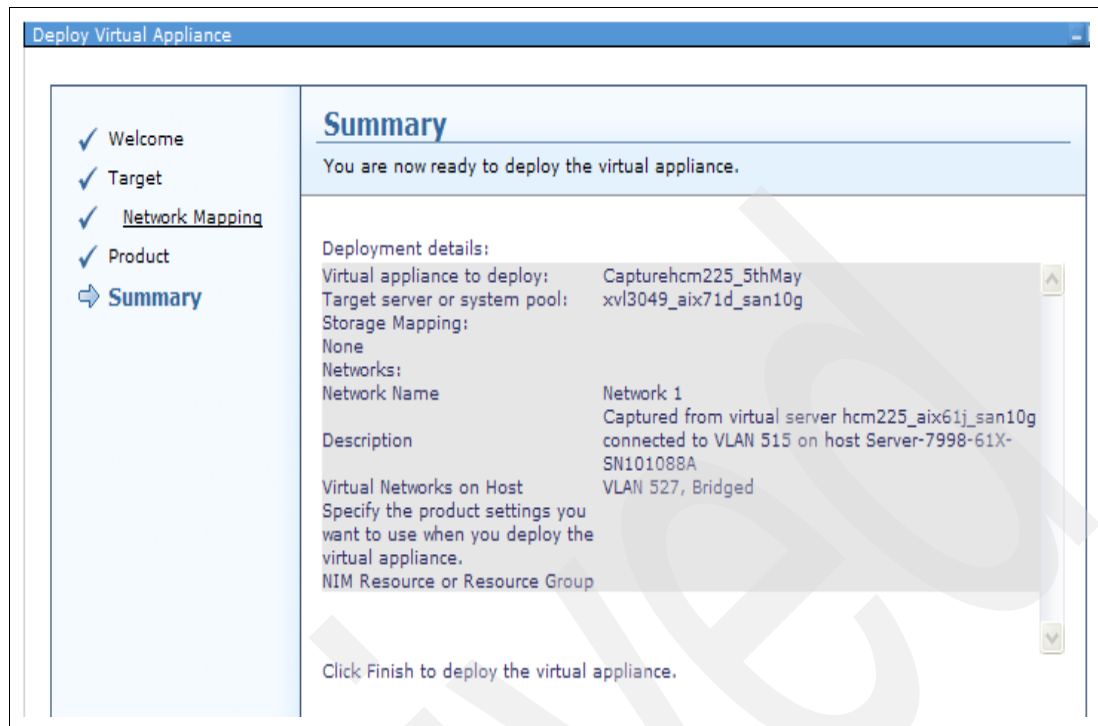 Deploy Virtual Appliance
Welcome
Target
Network Mapping
Product
Summary
Summary
You are now ready to deploy the virtual appliance.
Deployment details:
Virtual appliance to deploy: Capturehcm225_5thMay
Target server or system pool: xvl3049_aix71d_san10g
Storage Mapping:
None
Networks:
Network Name Network 1
Captured from virtual server hcm225_aix61j_san10g
Description connected to VLAN 515 on host Server-7998-61X-
SN101088A
Virtual Networks on Host VLAN 527, Bridged
Specify the product settings you
want to use when you deploy the
virtual appliance.
NIM Resource or Resource Group
Click Finish to deploy the virtual appliance.